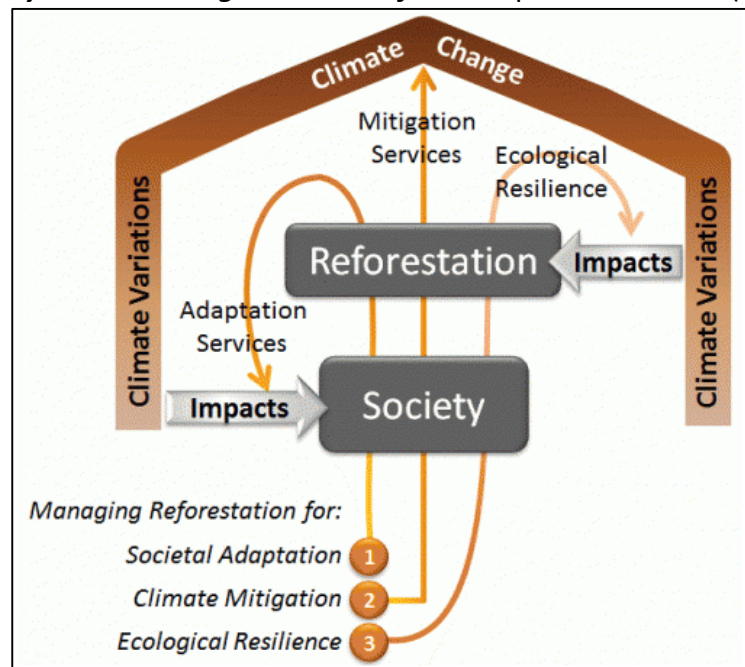 Climate Change
Mitigation
Services
Ecological
Resilience
Climate Variations
Climate Variations
Reforestation
Impacts
Adaptation
Services
Impacts
Society
Managing Reforestation for:
Societal Adaptation 1
Climate Mitigation 2
Ecological Resilience 3